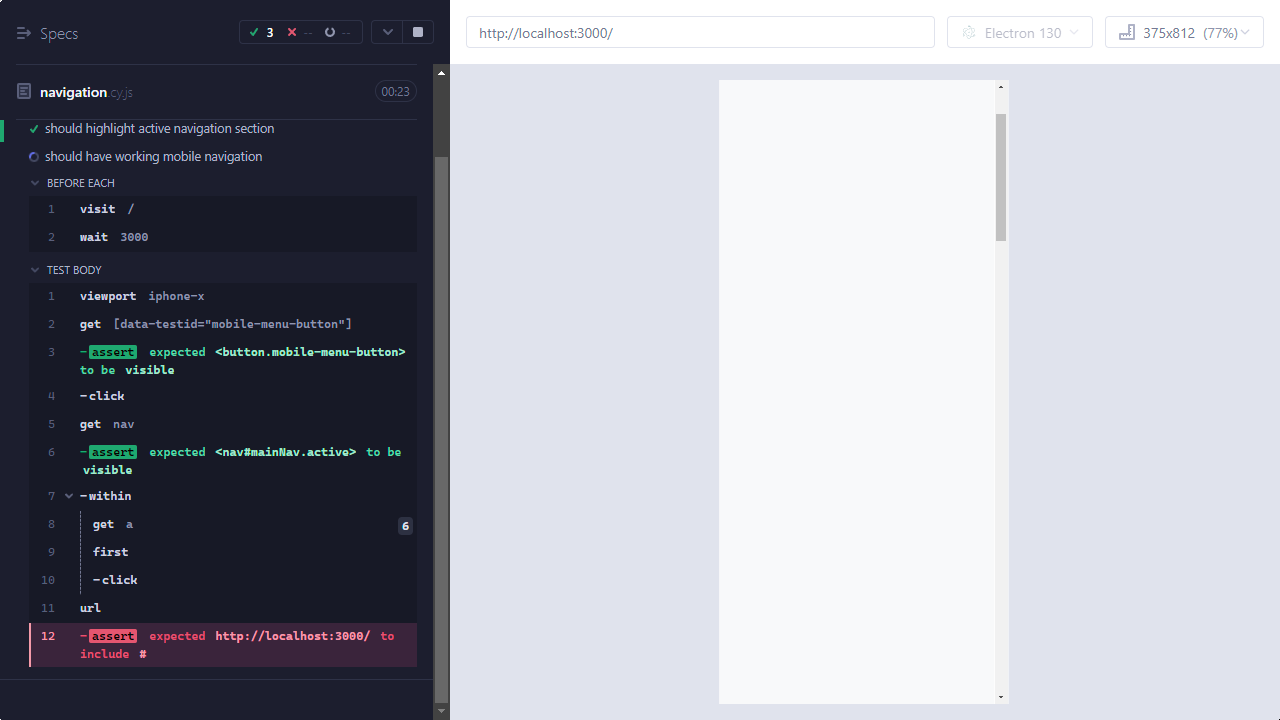 Specs
3
--
--
http://localhost:3000/
Electron 130
375x812 (77%)
navigation.cy.js
00:23
should highlight active navigation section
should have working mobile navigation
BEFORE EACH
1 visit /
2 wait 3000
TEST BODY
1 viewport iphone-x
2 get [data-testid="mobile-menu-button"]
3 -assert expected <button.mobile-menu-button>
to be visible
4 -click
5 get nav
6 -assert expected <nav#mainNav.active> to be
visible
7 -within
8 get a 6
9 first
10 -click
11 url
12 -assert expected http://localhost:3000/ to
include #